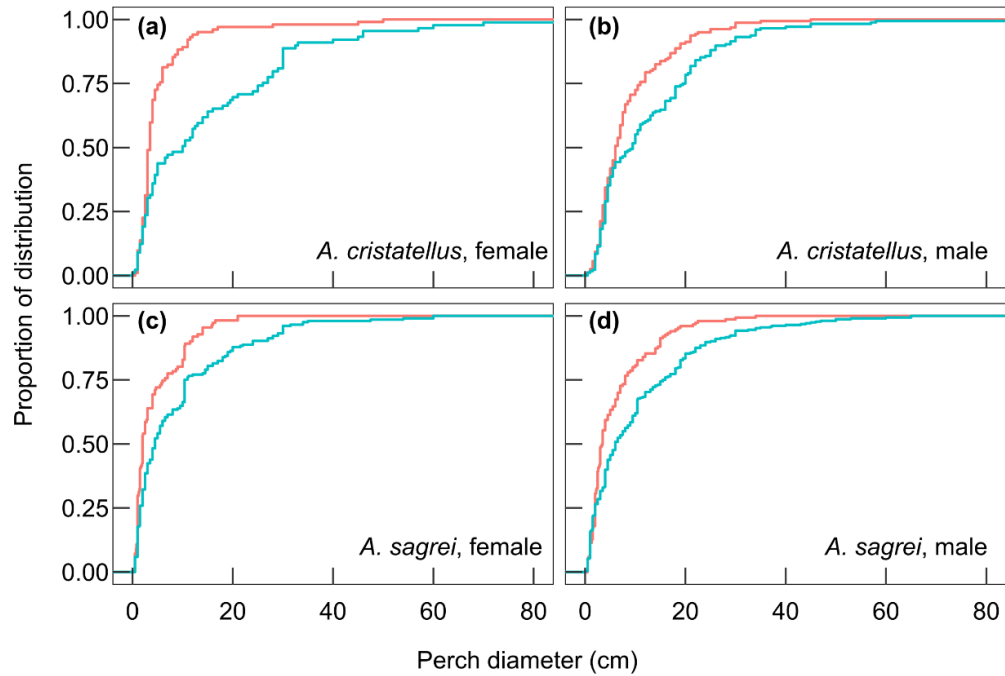 Proportion of distribution
(a)
1.00
0.75
0.50
0.25
0.00
A. cristatellus, female
(b)
A. cristatellus, male
(c)
1.00
0.75
0.50
0.25
0.00
A. sagrei, female
(d)
A. sagrei, male
0 20 40 60 80
0 20 40 60 80
Perch diameter (cm)